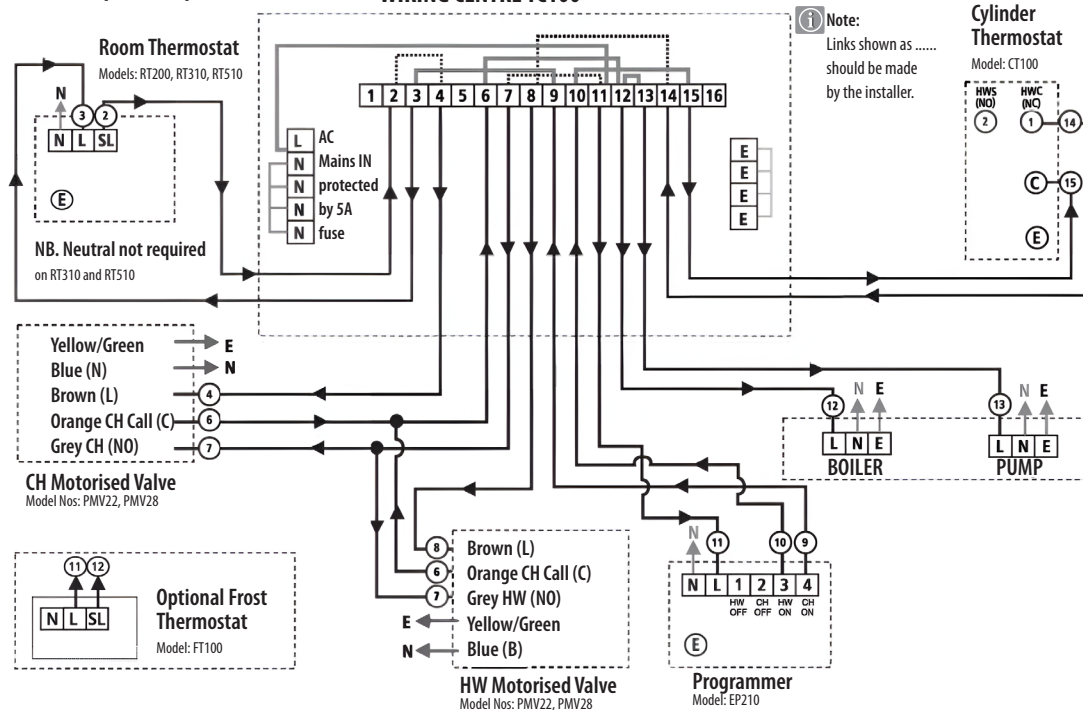 WIRING CENTRE TC100
Room Thermostat
Models: RT200, RT310, RT510
N
3 2
N L SL
E
NB. Neutral not required
on RT310 and RT510
1 2 3 4 5 6 7 8 9 10 11 12 13 14 15 16
L AC
N Mains IN
N protected
N by 5A
N fuse
E
E
E
E
i Note:
Links shown as ......
should be made
by the installer.
Cylinder
Thermostat
Model: CT100
HWS HWC
(NO) (NC)
2 1 14
C 15
E
Yellow/Green E
Blue (N) N
Brown (L) 4
Orange CH Call (C) 6
Grey CH (NO) 7
CH Motorised Valve
Model Nos: PMV22, PMV28
12 N E
L N E
BOILER
13 N E
L N E
PUMP
11 12
N L SL
Optional Frost
Thermostat
Model: FT100
8 Brown (L)
6 Orange CH Call (C)
7 Grey HW (NO)
E Yellow/Green
N Blue (B)
HW Motorised Valve
Model Nos: PMV22, PMV28
N 11 10 9
N L 1 2 3 4
HW CH HW CH
OFF OFF ON ON
E
Programmer
Model: EP210